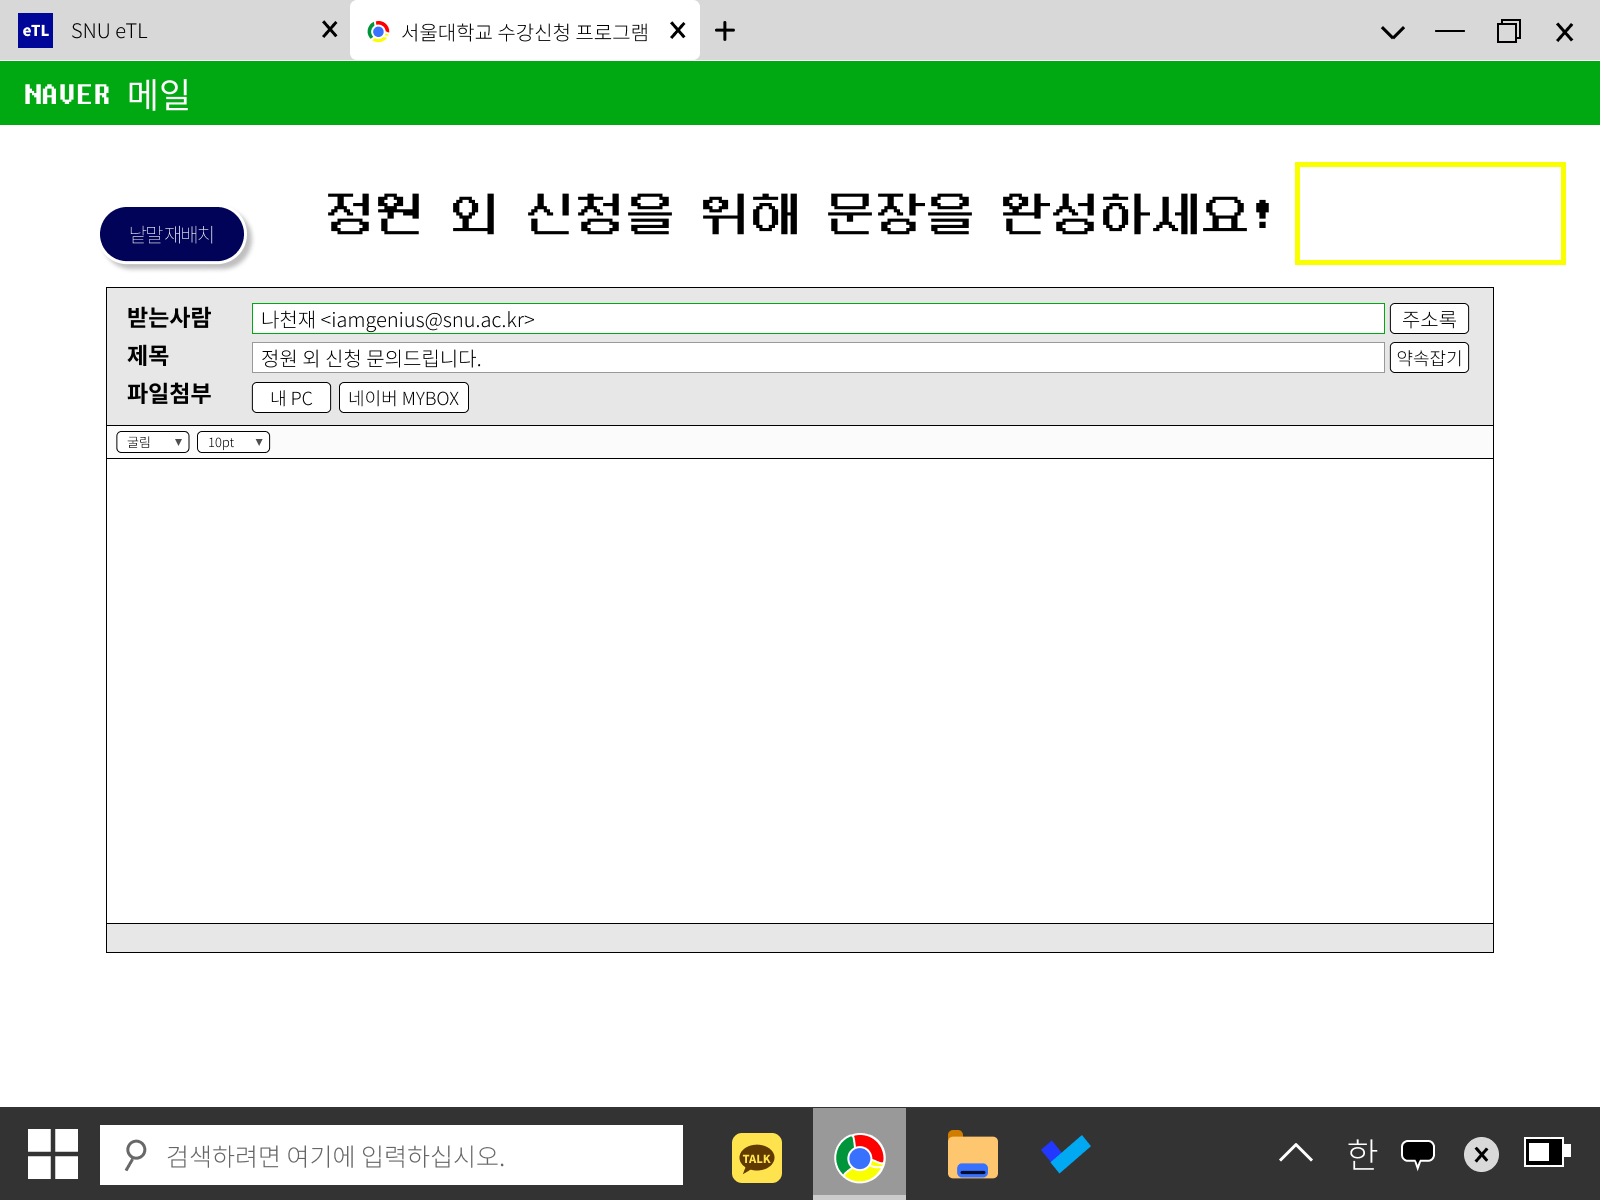 eTL SNU eTL
서울대학교 수강신청 프로그램
NAVER 메일
정원 외 신청을 위해 문장을 완성하세요!
낱말재배치
받는사람 나천재 <iamgenius@snu.ac.kr> 주소록
제목 정원 외 신청 문의드립니다. 약속잡기
파일첨부 내 PC 네이버 MYBOX
굴림 10pt
검색하려면 여기에 입력하십시오.
TALK
한